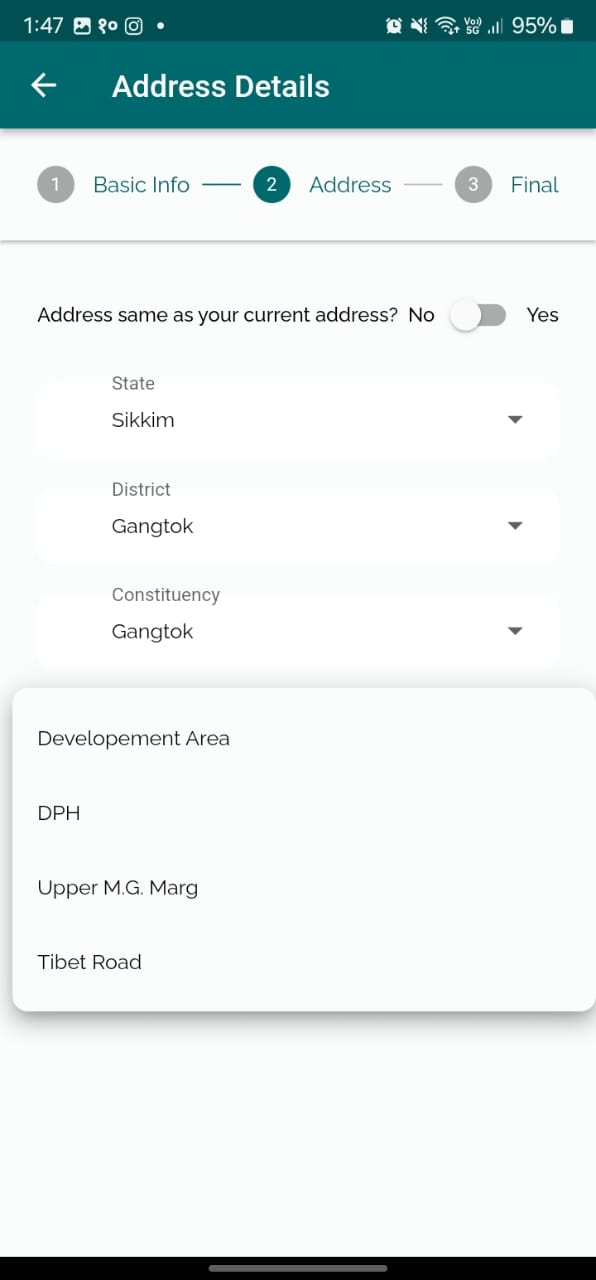 1:47
१०
Vo))
5G
95%
Address Details
1 Basic Info 2 Address 3 Final
Address same as your current address? No Yes
State
Sikkim
District
Gangtok
Constituency
Gangtok
Developement Area
DPH
Upper M.G. Marg
Tibet Road